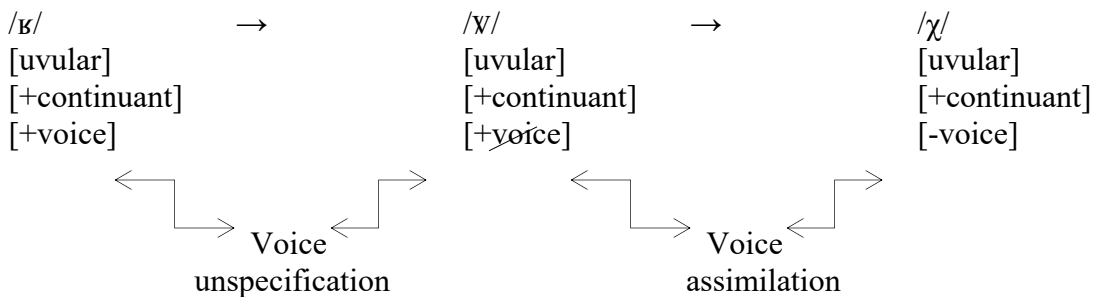 /ʁ/ → → /χ/
[uvular] [uvular] [uvular]
[+continuant] [+continuant] [+continuant]
[+voice] [+voice] [-voice]
Voice Voice
unspecification assimilation